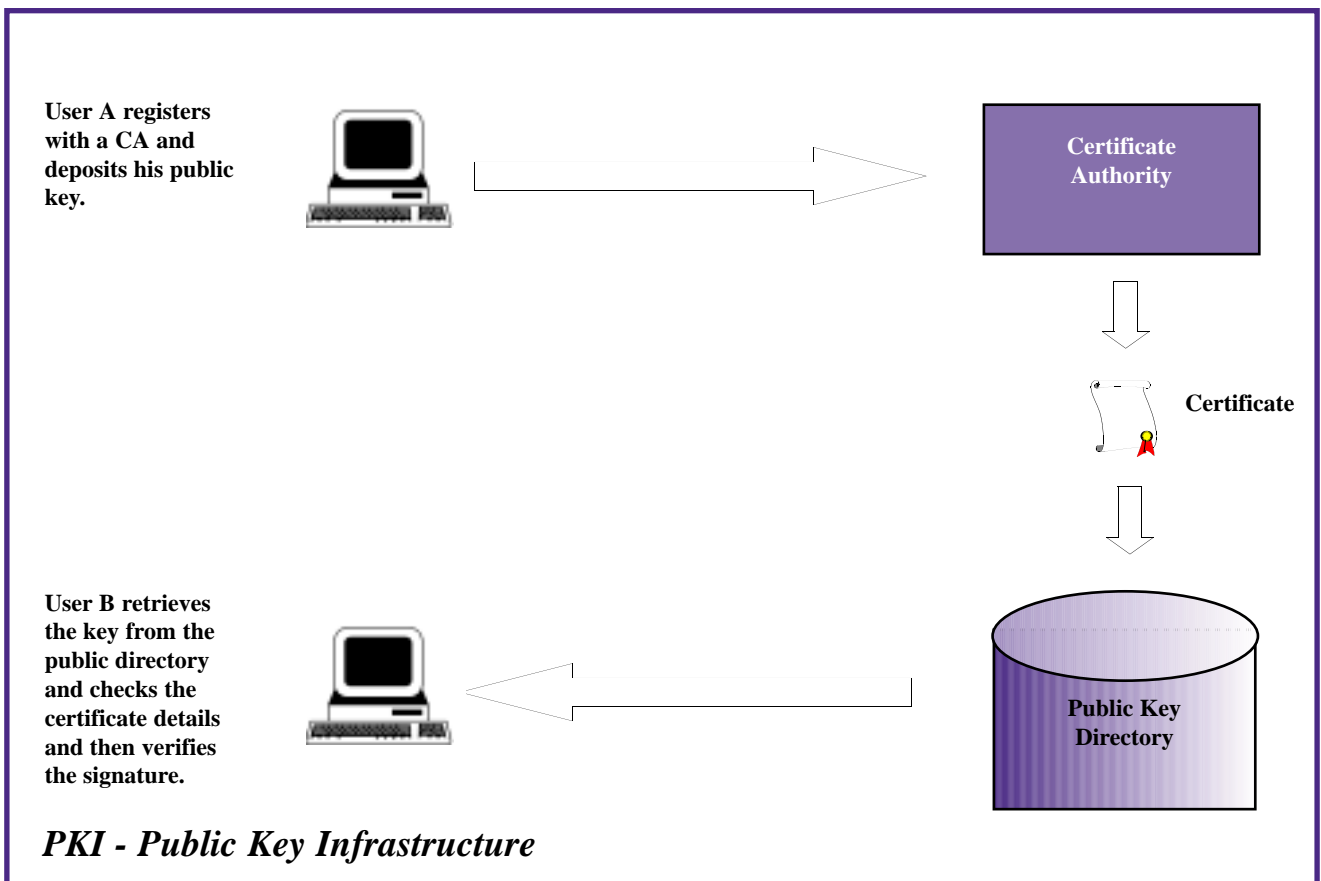 User A registers
with a CA and
deposits his public
key.
Certificate
Authority
Certificate
User B retrieves
the key from the
public directory
and checks the
certificate details
and then verifies
the signature.
Public Key
Directory
PKI - Public Key Infrastructure